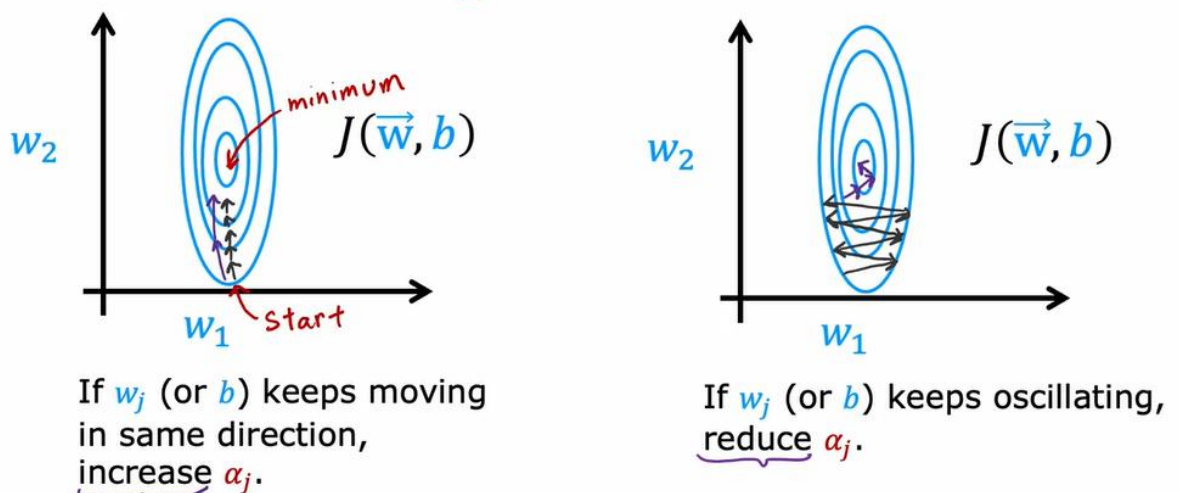 minimum
w₂
J(w⃗, b)
w₁
Start
If wⱼ (or b) keeps moving
in same direction,
increase αⱼ.
w₂
J(w⃗, b)
w₁
If wⱼ (or b) keeps oscillating,
reduce αⱼ.